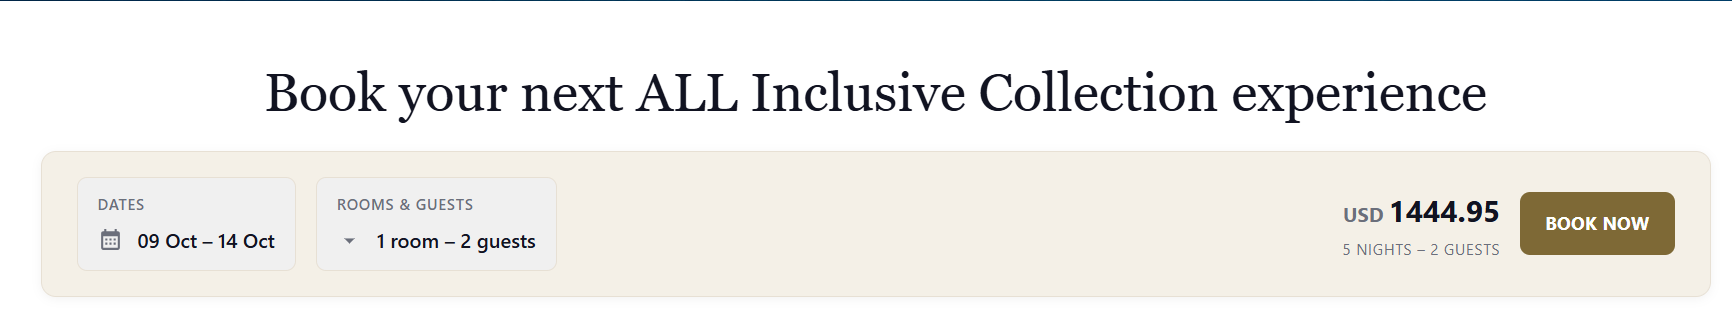 Book your next ALL Inclusive Collection experience
DATES
09 Oct – 14 Oct
ROOMS & GUESTS
1 room – 2 guests
USD 1444.95
5 NIGHTS – 2 GUESTS
BOOK NOW